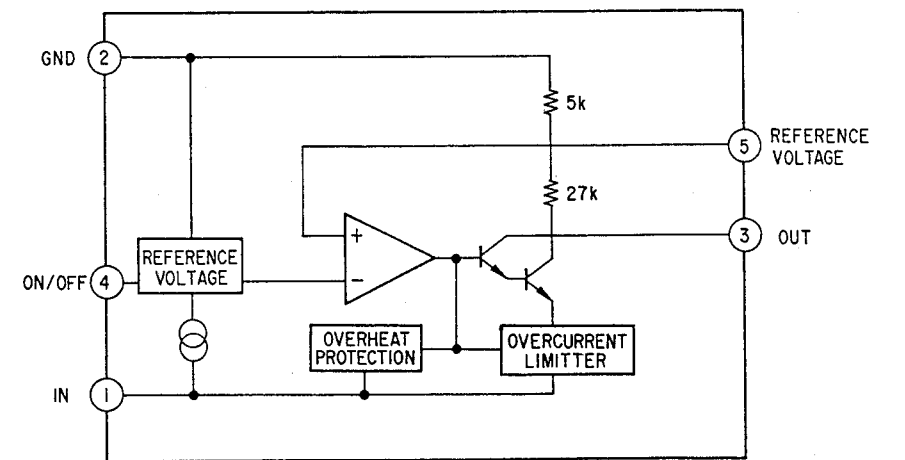 GND 2
5k
5 REFERENCE
VOLTAGE
27k
+
3 OUT
REFERENCE
VOLTAGE
ON/OFF 4
−
OVERHEAT
PROTECTION
OVERCURRENT
LIMITTER
IN 1